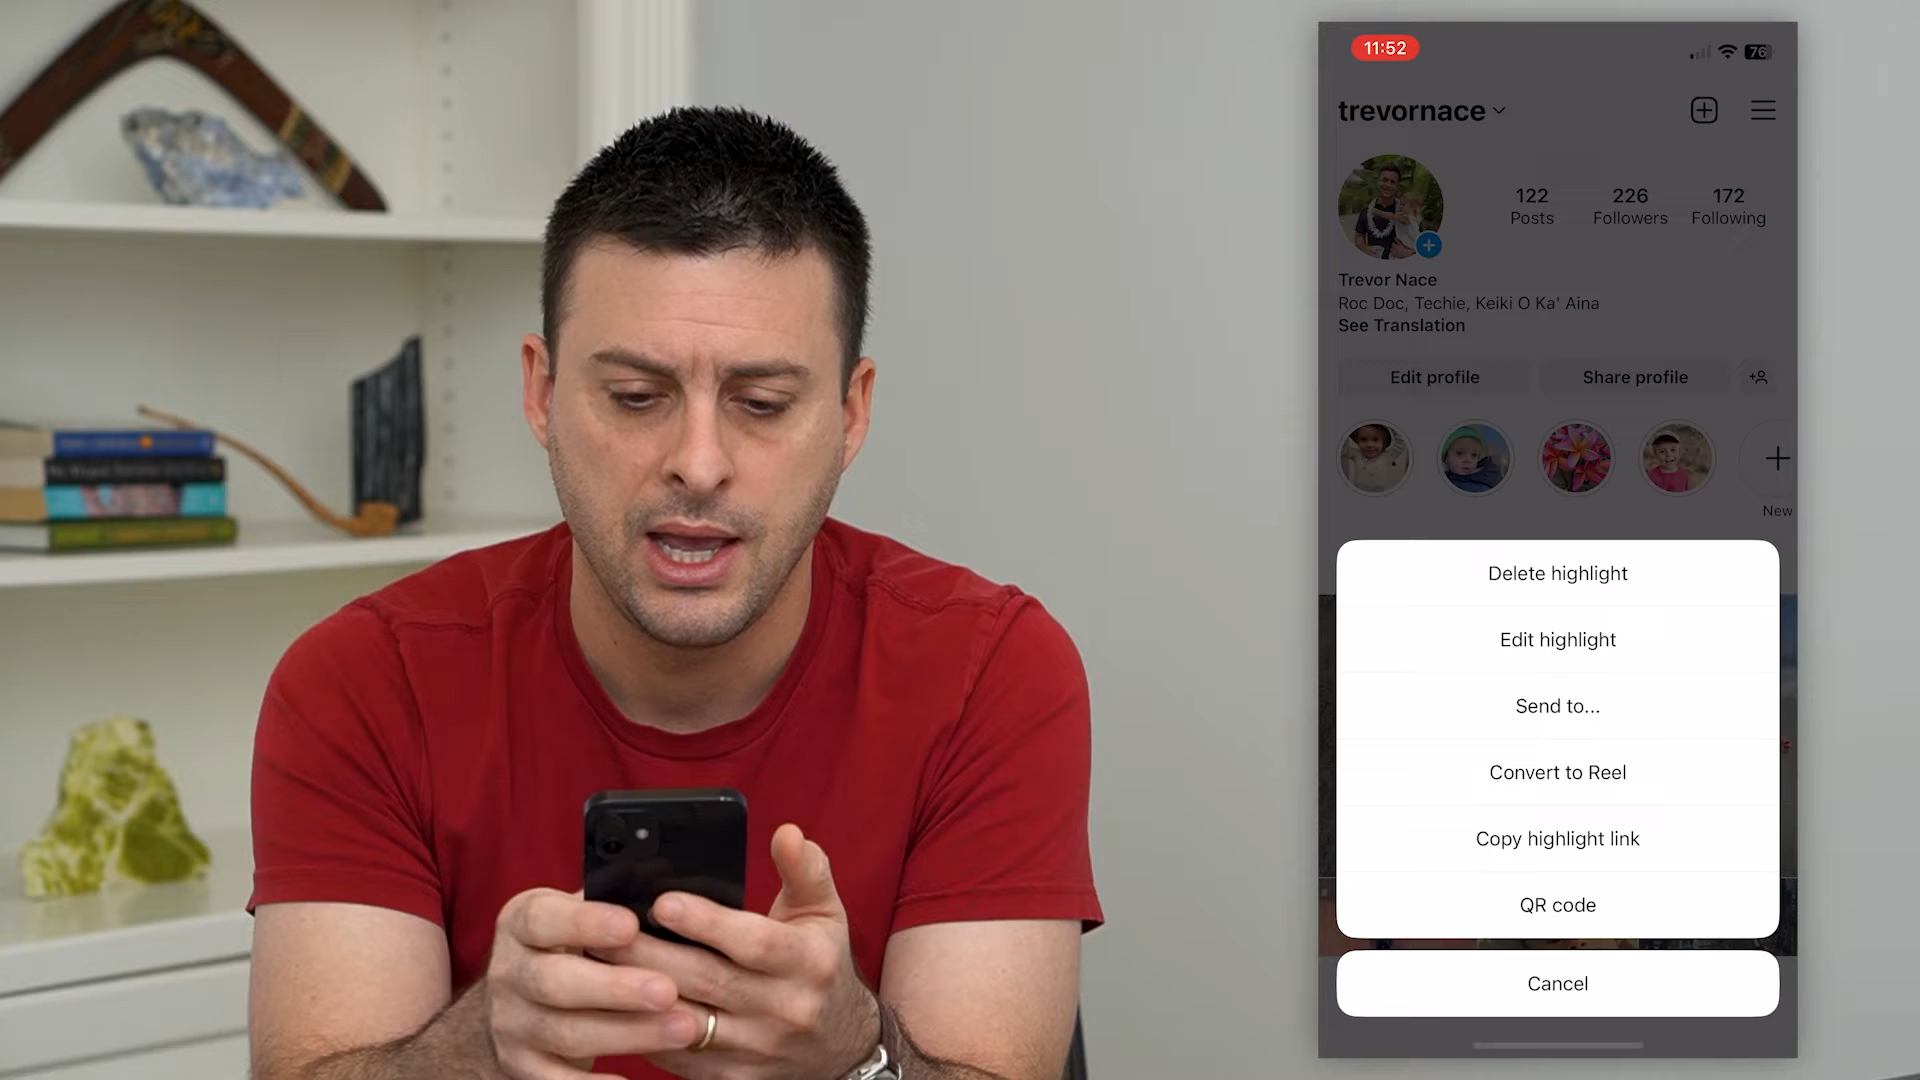 11:52
76
trevornace
122
226
172
Posts
Followers
Following
Trevor Nace
Roc Doc, Techie, Keiki O Ka' Aina
See Translation
Edit profile
Share profile
New
Delete highlight
Edit highlight
Send to...
Convert to Reel
Copy highlight link
QR code
Cancel